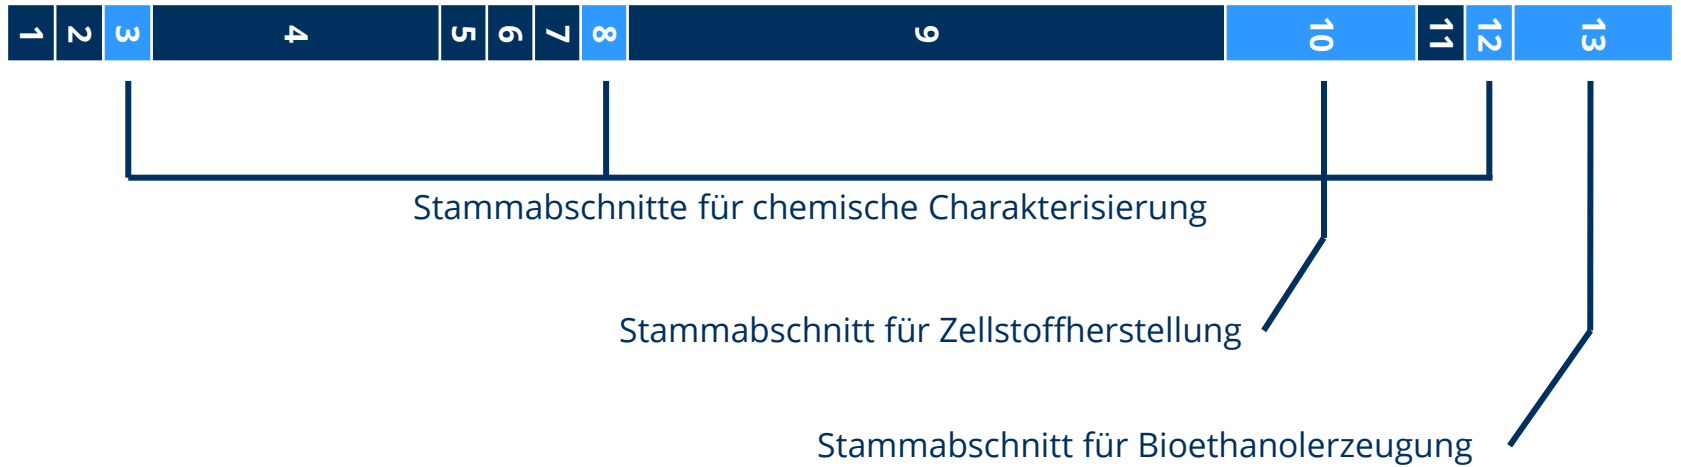 1 2 3 4 5 6 7 8 9 10 11 12 13
Stammabschnitte für chemische Charakterisierung
Stammabschnitt für Zellstoffherstellung
Stammabschnitt für Bioethanolerzeugung